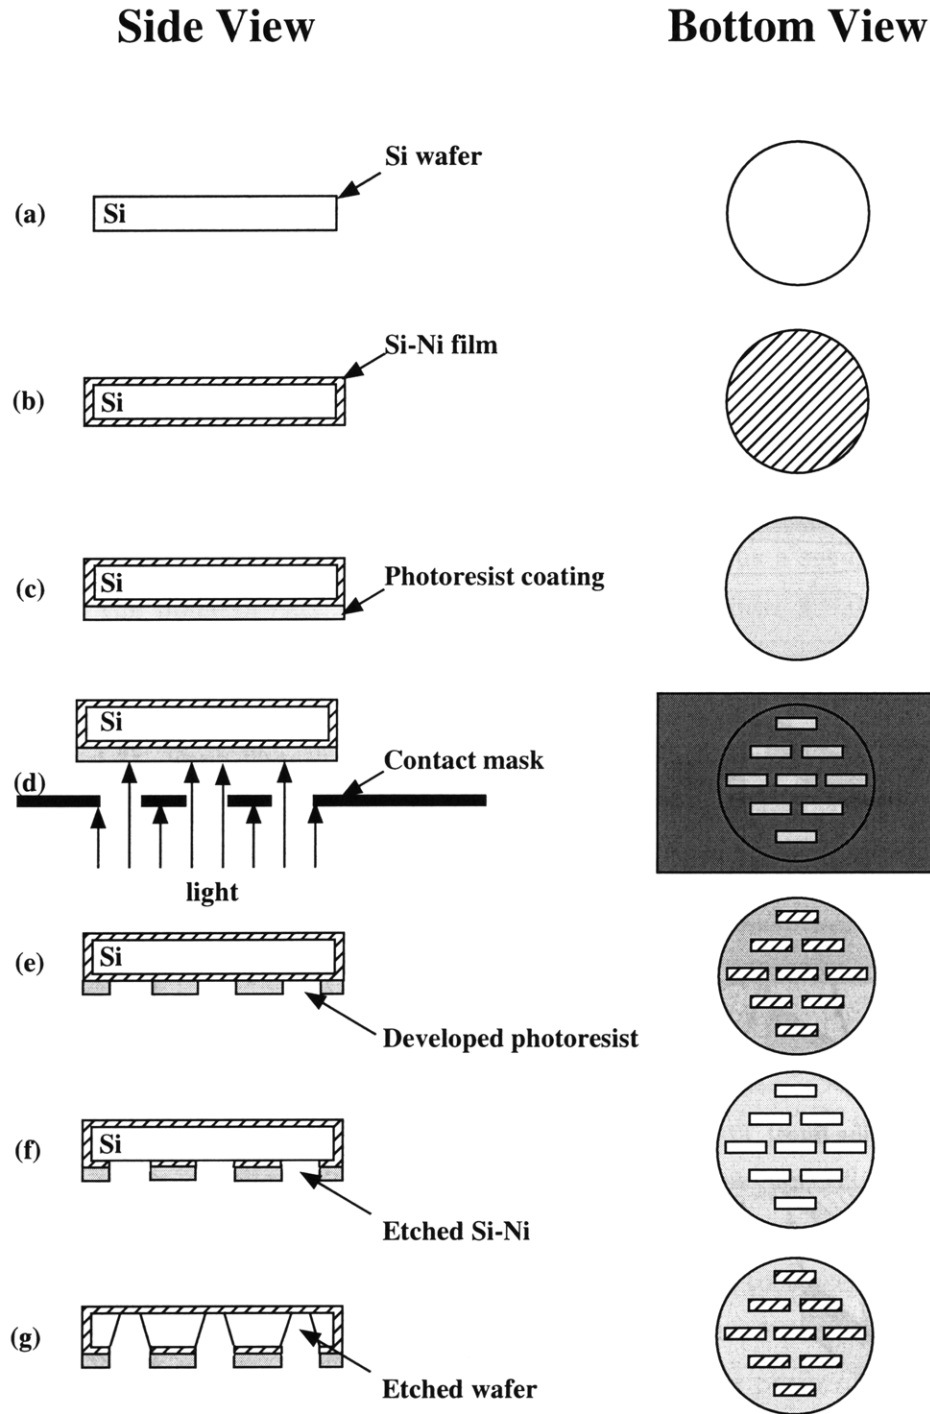 Side View Bottom View
Si wafer
(a) Si
Si-Ni film
(b) Si
(c) Si Photoresist coating
Si
(d) Contact mask
light
(e) Si
Developed photoresist
(f) Si
Etched Si-Ni
(g)
Etched wafer